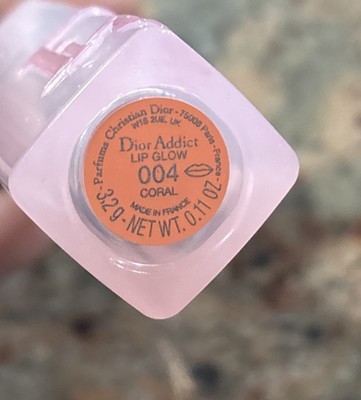 Parfums Christian Dior - 75008 Paris - France
W1S 2UE, UK
Dior Addict
LIP GLOW
004
CORAL
MADE IN FRANCE
3,2g - NET WT. 0.11 OZ -